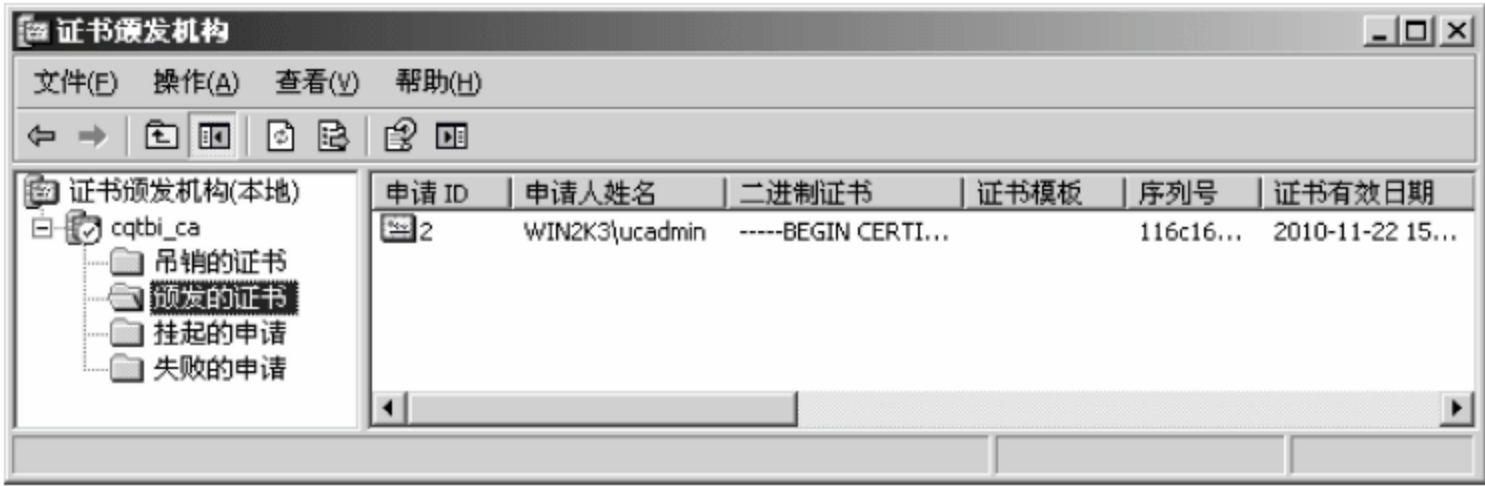 证书颁发机构
文件(F) 操作(A) 查看(V) 帮助(H)
证书颁发机构(本地)
cqtbi_ca
吊销的证书
颁发的证书
挂起的申请
失败的申请
申请 ID 申请人姓名 二进制证书 证书模板 序列号 证书有效日期
2 WIN2K3\ucadmin -----BEGIN CERTI... 116c16... 2010-11-22 15...